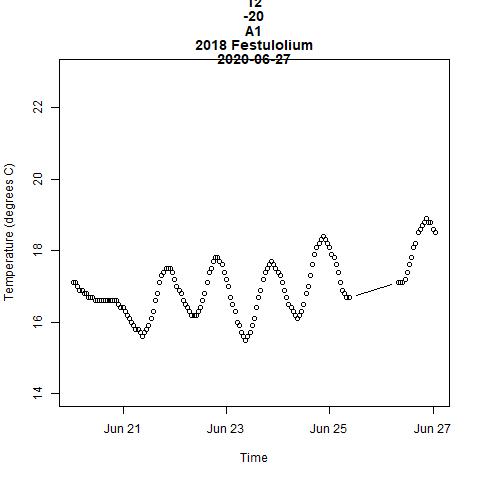 T2
-20
A1
2018 Festulolium
2020-06-27
Temperature (degrees C)
22
20
18
16
14
Jun 21
Jun 23
Jun 25
Jun 27
Time